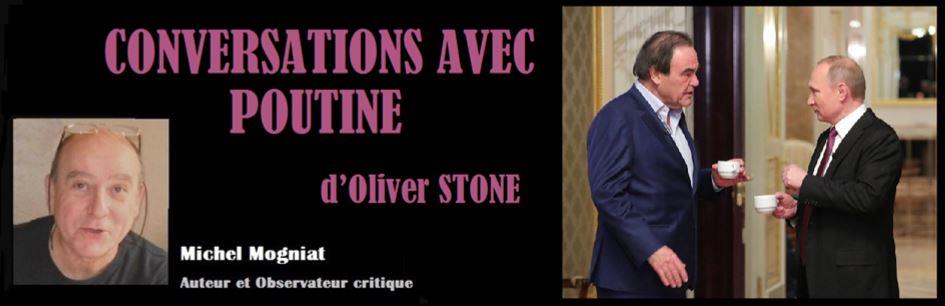 CONVERSATIONS AVEC
POUTINE
d'Oliver STONE
Michel Mogniat
Auteur et Observateur critique